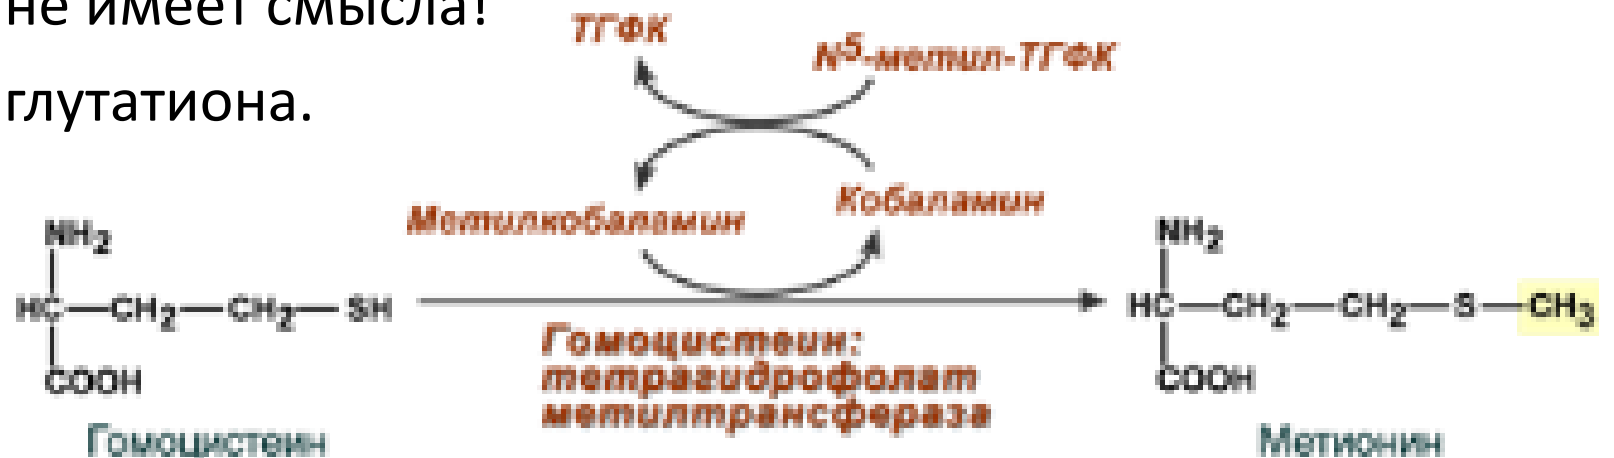 не имеет смысла!
глутатиона.
ТГФК
N5-метил-ТГФК
Метилкобаламин
Кобаламин
NH2
HC—CH2—CH2—SH
COOH
Гомоцистеин
Гомоцистеин:
тетрагидрофолат
метилтрансфераза
NH2
HC—CH2—CH2—S—CH3
COOH
Метионин